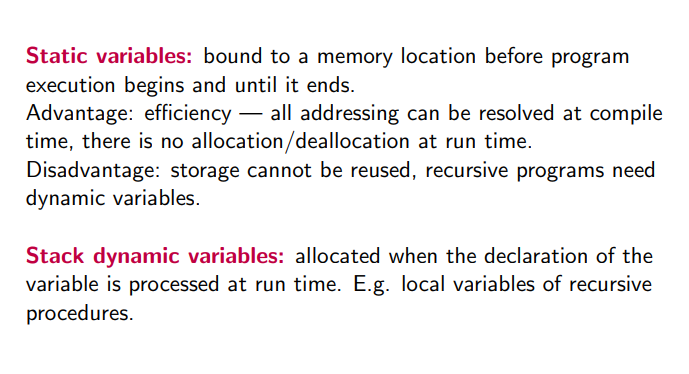 Static variables: bound to a memory location before program
execution begins and until it ends.
Advantage: efficiency — all addressing can be resolved at compile
time, there is no allocation/deallocation at run time.
Disadvantage: storage cannot be reused, recursive programs need
dynamic variables.
Stack dynamic variables: allocated when the declaration of the
variable is processed at run time. E.g. local variables of recursive
procedures.